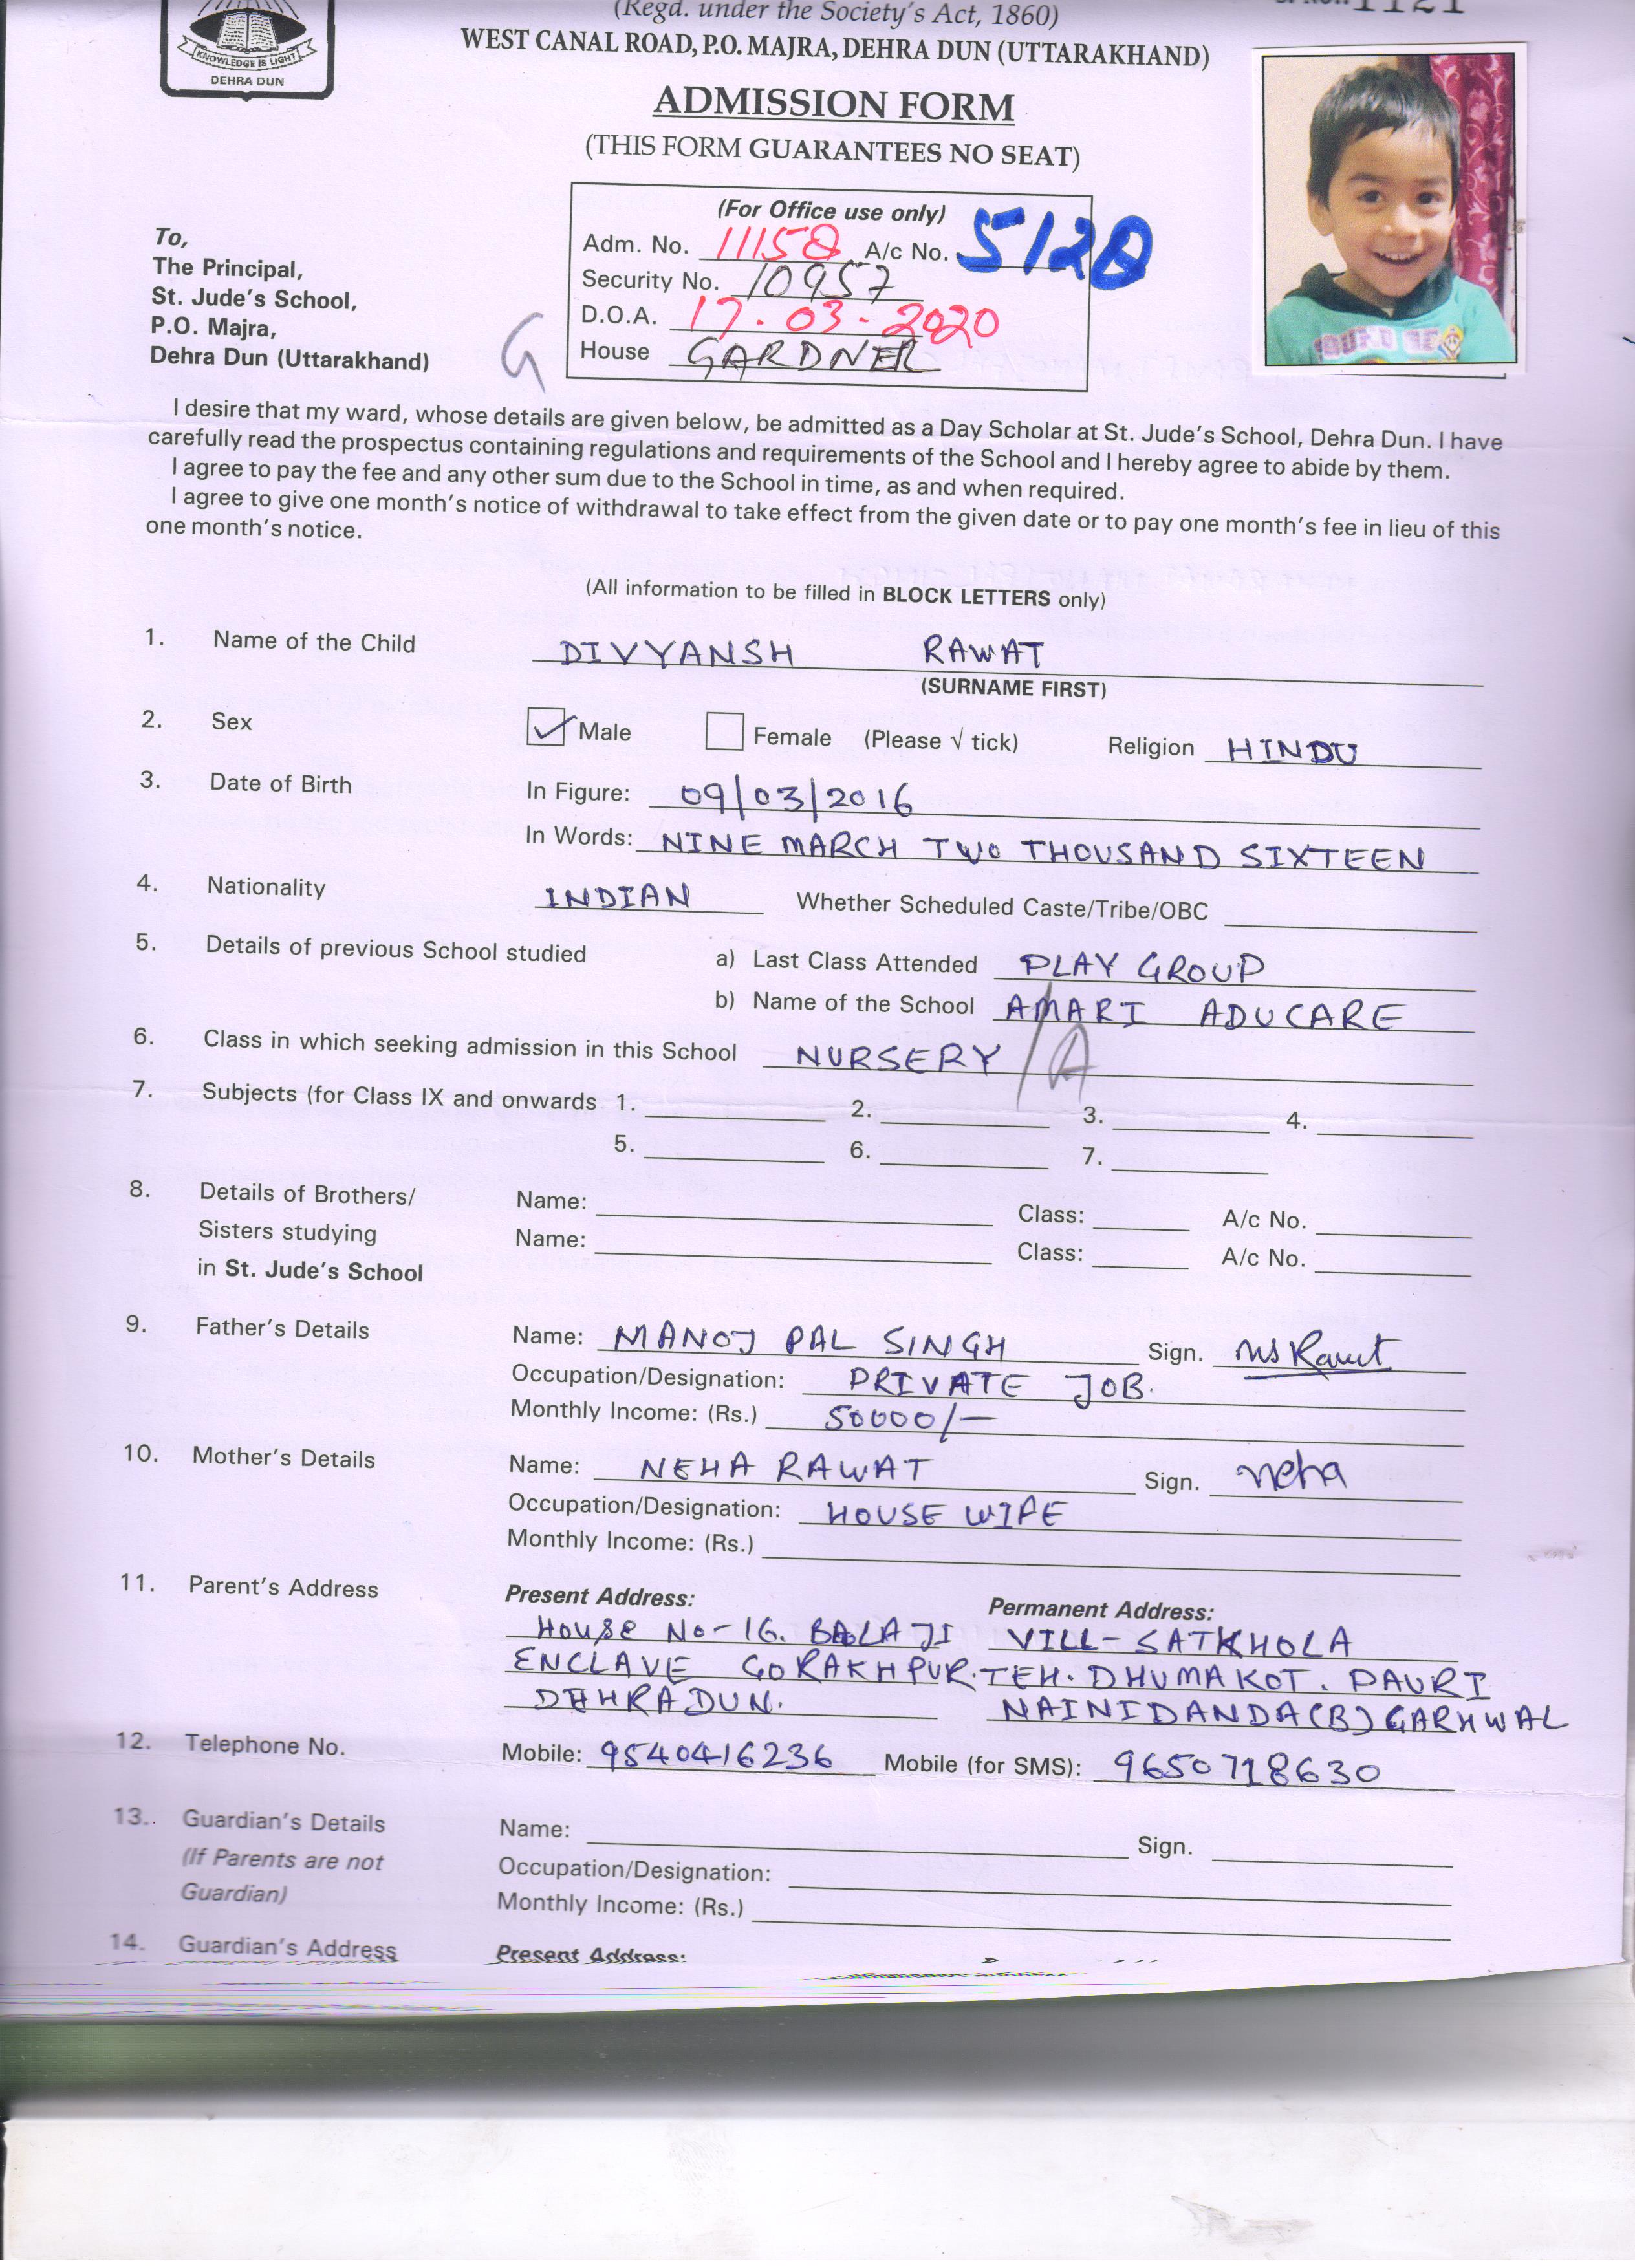 (Regd. under the Society's Act, 1860)
WEST CANAL ROAD, P.O. MAJRA, DEHRA DUN (UTTARAKHAND)
KNOWLEDGE IS LIGHT
DEHRA DUN
ADMISSION FORM
(THIS FORM GUARANTEES NO SEAT)
(For Office use only)
Adm. No. 11158 A/c No. 5128
Security No. 10957
D.O.A. 17.03.2020
House GARDNER
G
To,
The Principal,
St. Jude's School,
P.O. Majra,
Dehra Dun (Uttarakhand)
I desire that my ward, whose details are given below, be admitted as a Day Scholar at St. Jude's School, Dehra Dun. I have
carefully read the prospectus containing regulations and requirements of the School and I hereby agree to abide by them.
I agree to pay the fee and any other sum due to the School in time, as and when required.
I agree to give one month's notice of withdrawal to take effect from the given date or to pay one month's fee in lieu of this
one month's notice.
(All information to be filled in BLOCK LETTERS only)
1. Name of the Child DIVYANSH RAWAT
(SURNAME FIRST)
2. Sex Male Female (Please √ tick) Religion HINDU
3. Date of Birth In Figure: 09/03/2016
In Words: NINE MARCH TWO THOUSAND SIXTEEN
4. Nationality INDIAN Whether Scheduled Caste/Tribe/OBC
5. Details of previous School studied a) Last Class Attended PLAY GROUP
b) Name of the School AMARI ADUCARE
6. Class in which seeking admission in this School NURSERY /A
7. Subjects (for Class IX and onwards 1. 2. 3. 4.
5. 6. 7.
8. Details of Brothers/ Name: Class: A/c No.
Sisters studying Name: Class: A/c No.
in St. Jude's School
9. Father's Details Name: MANOJ PAL SINGH Sign. MS Rawat
Occupation/Designation: PRIVATE JOB.
Monthly Income: (Rs.) 50000/-
10. Mother's Details Name: NEHA RAWAT Sign. neha
Occupation/Designation: HOUSE WIFE
Monthly Income: (Rs.)
11. Parent's Address Present Address: Permanent Address:
HOUSE No-16. BALAJI VILL-SATKHOLA
ENCLAVE GORAKHPUR. TEH. DHUMAKOT. PAURI
DEHRADUN. NAINIDANDA(B) GARHWAL
12. Telephone No. Mobile: 9540416236 Mobile (for SMS): 9650718630
13. Guardian's Details Name: Sign.
(If Parents are not Occupation/Designation:
Guardian) Monthly Income: (Rs.)
14. Guardian's Address Present Address: